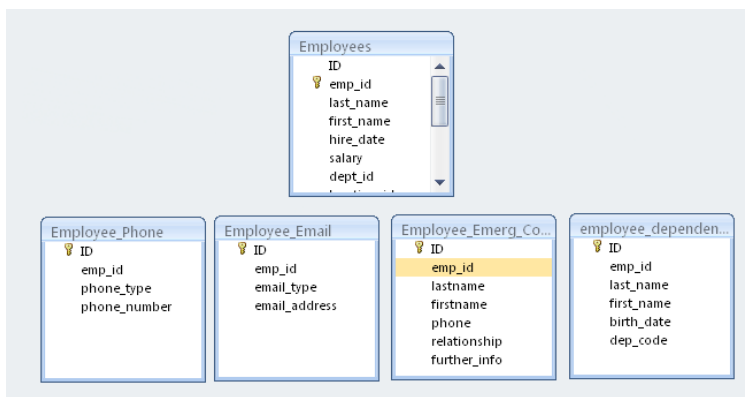 Employees
ID
emp_id
last_name
first_name
hire_date
salary
dept_id
Employee_Phone
ID
emp_id
phone_type
phone_number
Employee_Email
ID
emp_id
email_type
email_address
Employee_Emerg_Co...
ID
emp_id
lastname
firstname
phone
relationship
further_info
employee_dependen...
ID
emp_id
last_name
first_name
birth_date
dep_code